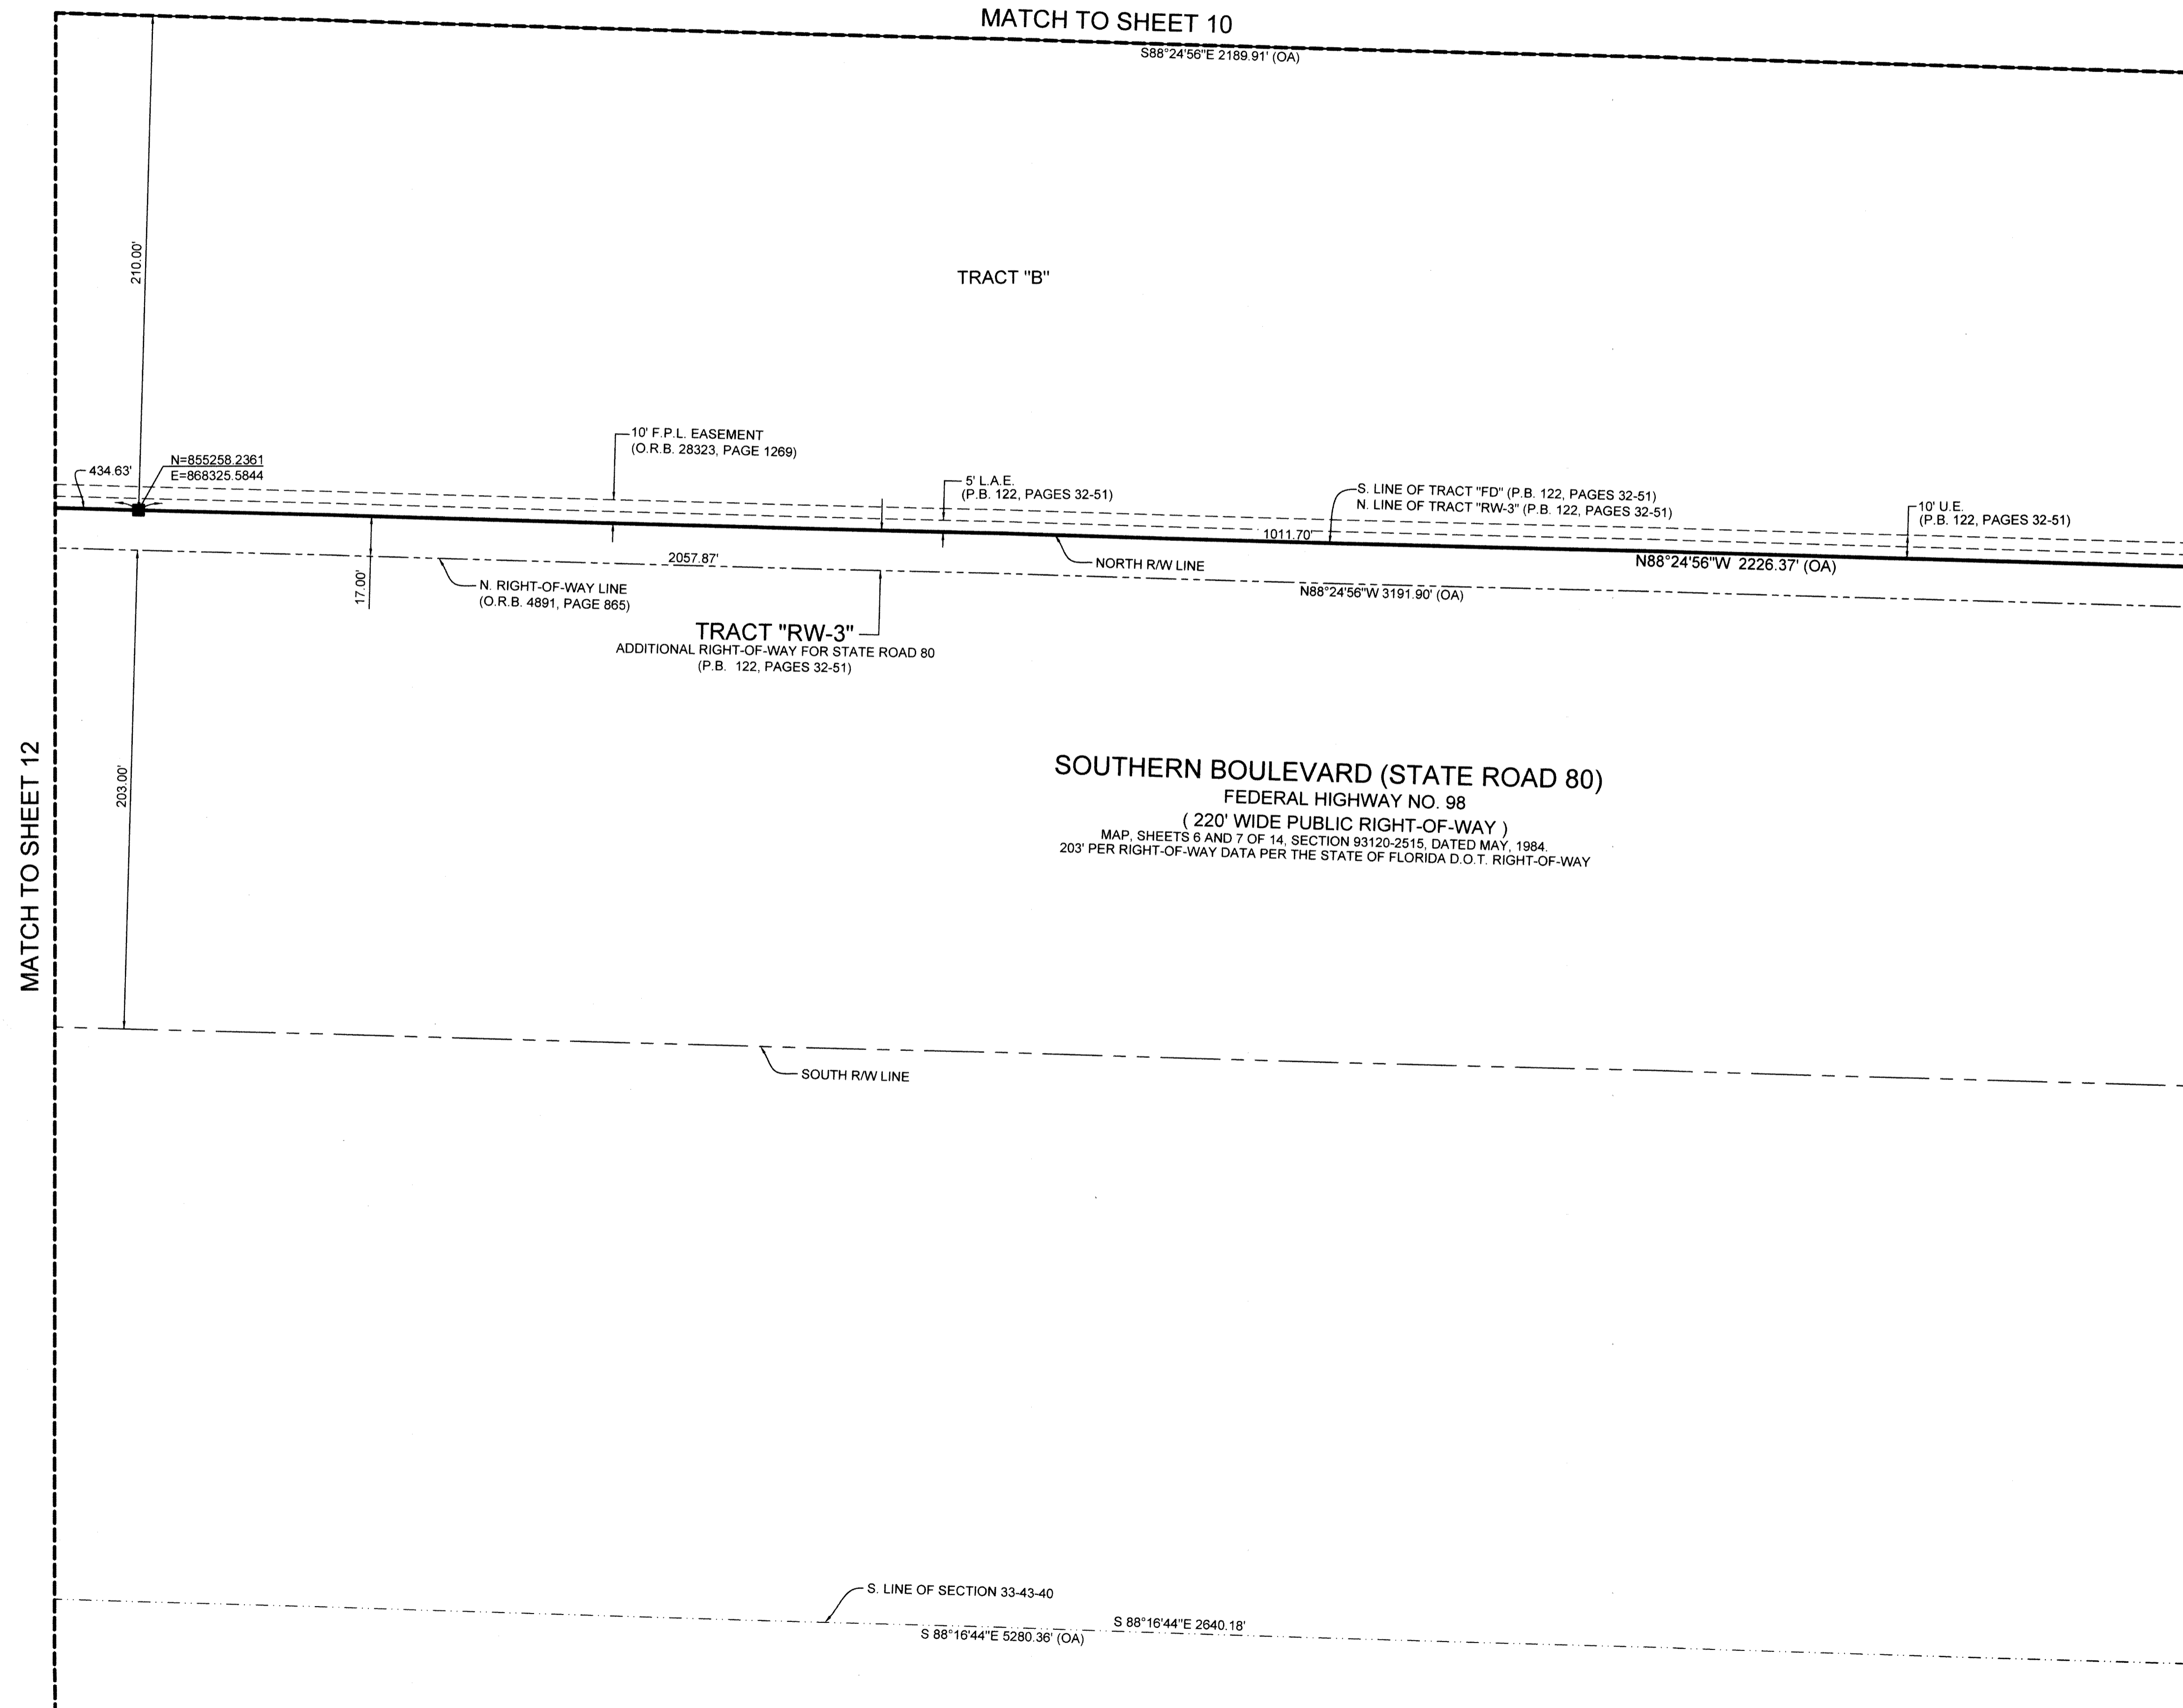 MATCH TO SHEET 10
S88°24'56"E 2189.91' (OA)
210.00'
TRACT "B"
10' F.P.L. EASEMENT
(O.R.B. 28323, PAGE 1269)
434.63'
N=855258.2361
E=868325.5844
5' L.A.E.
(P.B. 122, PAGES 32-51)
S. LINE OF TRACT "FD" (P.B. 122, PAGES 32-51)
N. LINE OF TRACT "RW-3" (P.B. 122, PAGES 32-51)
10' U.E.
(P.B. 122, PAGES 32-51)
1011.70'
2057.87'
NORTH R/W LINE
N88°24'56"W 2226.37' (OA)
17.00'
N. RIGHT-OF-WAY LINE
(O.R.B. 4891, PAGE 865)
N88°24'56"W 3191.90' (OA)
TRACT "RW-3"
ADDITIONAL RIGHT-OF-WAY FOR STATE ROAD 80
(P.B. 122, PAGES 32-51)
203.00'
MATCH TO SHEET 12
SOUTHERN BOULEVARD (STATE ROAD 80)
FEDERAL HIGHWAY NO. 98
( 220' WIDE PUBLIC RIGHT-OF-WAY )
MAP, SHEETS 6 AND 7 OF 14, SECTION 93120-2515, DATED MAY, 1984.
203' PER RIGHT-OF-WAY DATA PER THE STATE OF FLORIDA D.O.T. RIGHT-OF-WAY
SOUTH R/W LINE
S. LINE OF SECTION 33-43-40
S 88°16'44"E 2640.18'
S 88°16'44"E 5280.36' (OA)